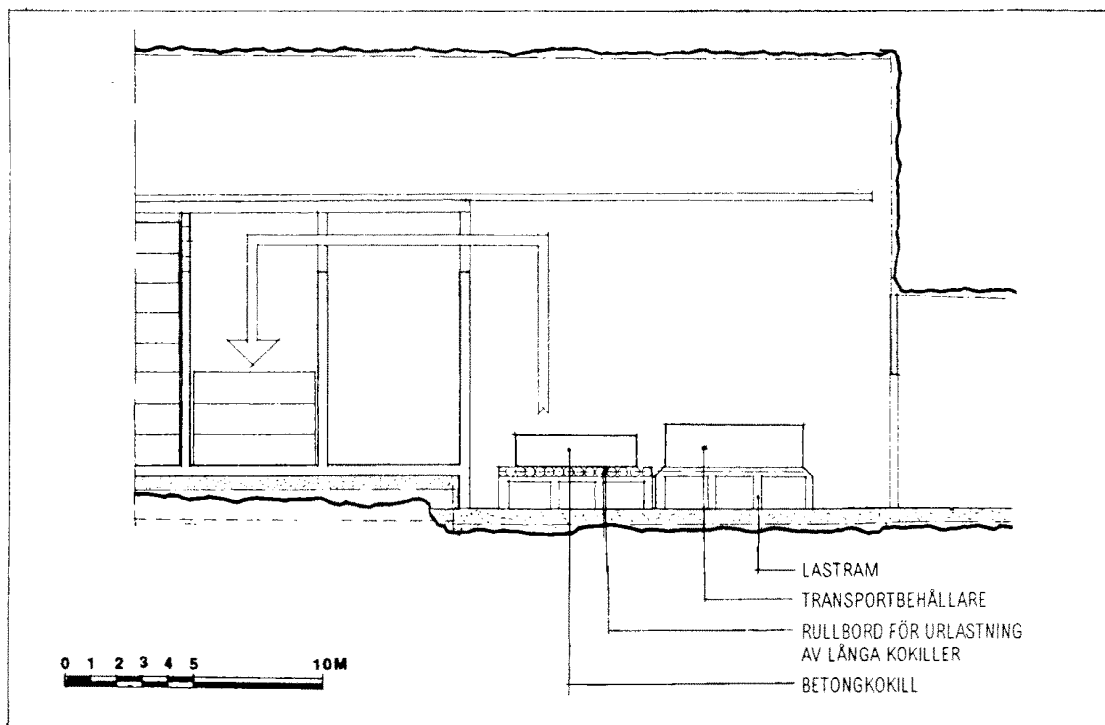 LASTRAM
TRANSPORTBEHÅLLARE
RULLBORD FÖR URLASTNING
AV LÅNGA KOKILLER
BETONGKOKILL
0 1 2 3 4 5 10M